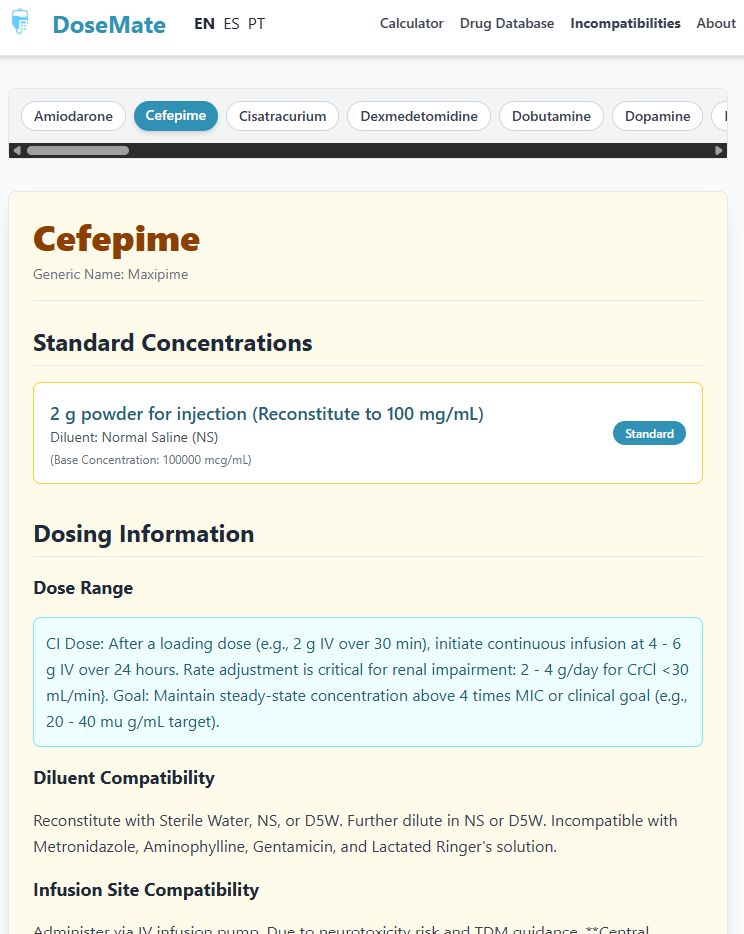 DoseMate EN ES PT Calculator Drug Database Incompatibilities About
Amiodarone Cefepime Cisatracurium Dexmedetomidine Dobutamine Dopamine
Cefepime
Generic Name: Maxipime
Standard Concentrations
2 g powder for injection (Reconstitute to 100 mg/mL)
Diluent: Normal Saline (NS)
Standard
(Base Concentration: 100000 mcg/mL)
Dosing Information
Dose Range
CI Dose: After a loading dose (e.g., 2 g IV over 30 min), initiate continuous infusion at 4 - 6
g IV over 24 hours. Rate adjustment is critical for renal impairment: 2 - 4 g/day for CrCl <30
mL/min}. Goal: Maintain steady-state concentration above 4 times MIC or clinical goal (e.g.,
20 - 40 mu g/mL target).
Diluent Compatibility
Reconstitute with Sterile Water, NS, or D5W. Further dilute in NS or D5W. Incompatible with
Metronidazole, Aminophylline, Gentamicin, and Lactated Ringer's solution.
Infusion Site Compatibility
Administer via IV infusion pump. Due to neurotoxicity risk and TDM guidance, **Central